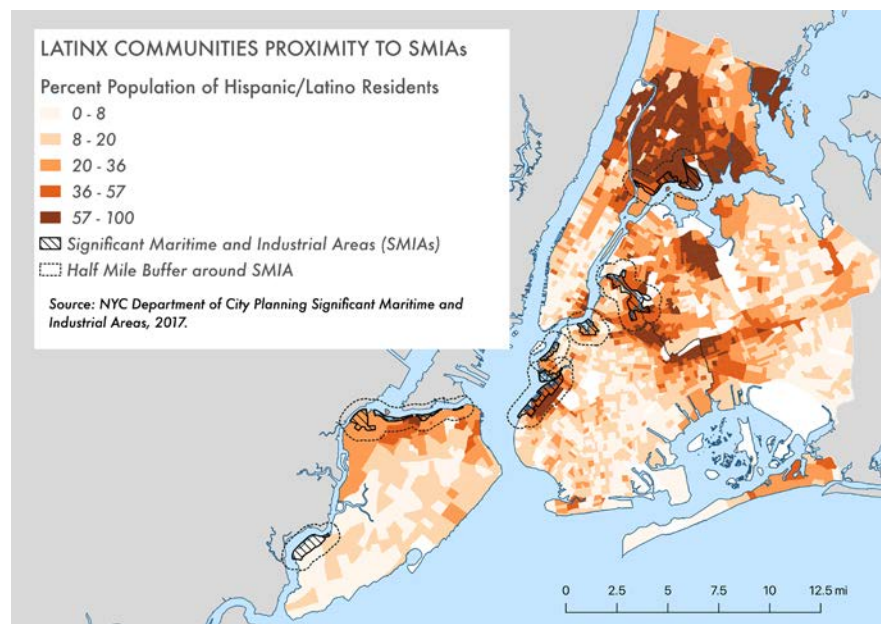 LATINX COMMUNITIES PROXIMITY TO SMIAs
Percent Population of Hispanic/Latino Residents
0 - 8
8 - 20
20 - 36
36 - 57
57 - 100
Significant Maritime and Industrial Areas (SMIAs)
Half Mile Buffer around SMIA
Source: NYC Department of City Planning Significant Maritime and
Industrial Areas, 2017.
0 2.5 5 7.5 10 12.5 mi